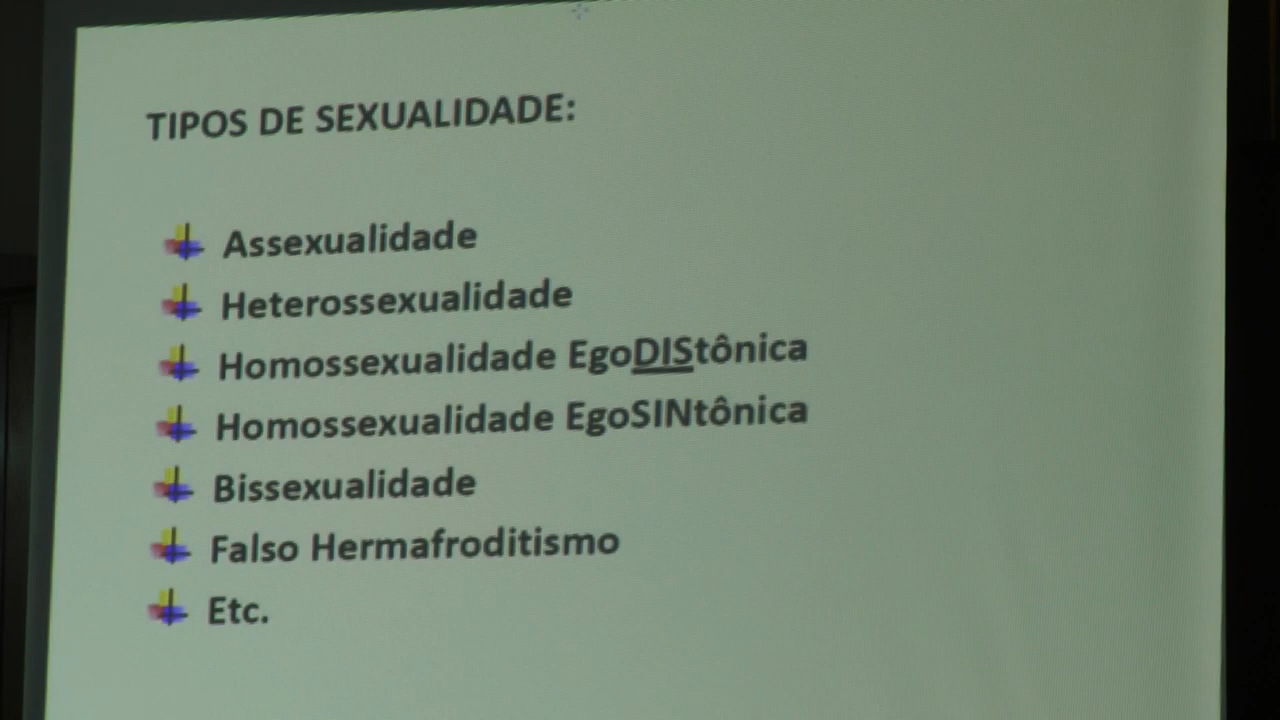 TIPOS DE SEXUALIDADE:
Assexualidade
Heterossexualidade
Homossexualidade EgoDIStônica
Homossexualidade EgoSINtônica
Bissexualidade
Falso Hermafroditismo
Etc.